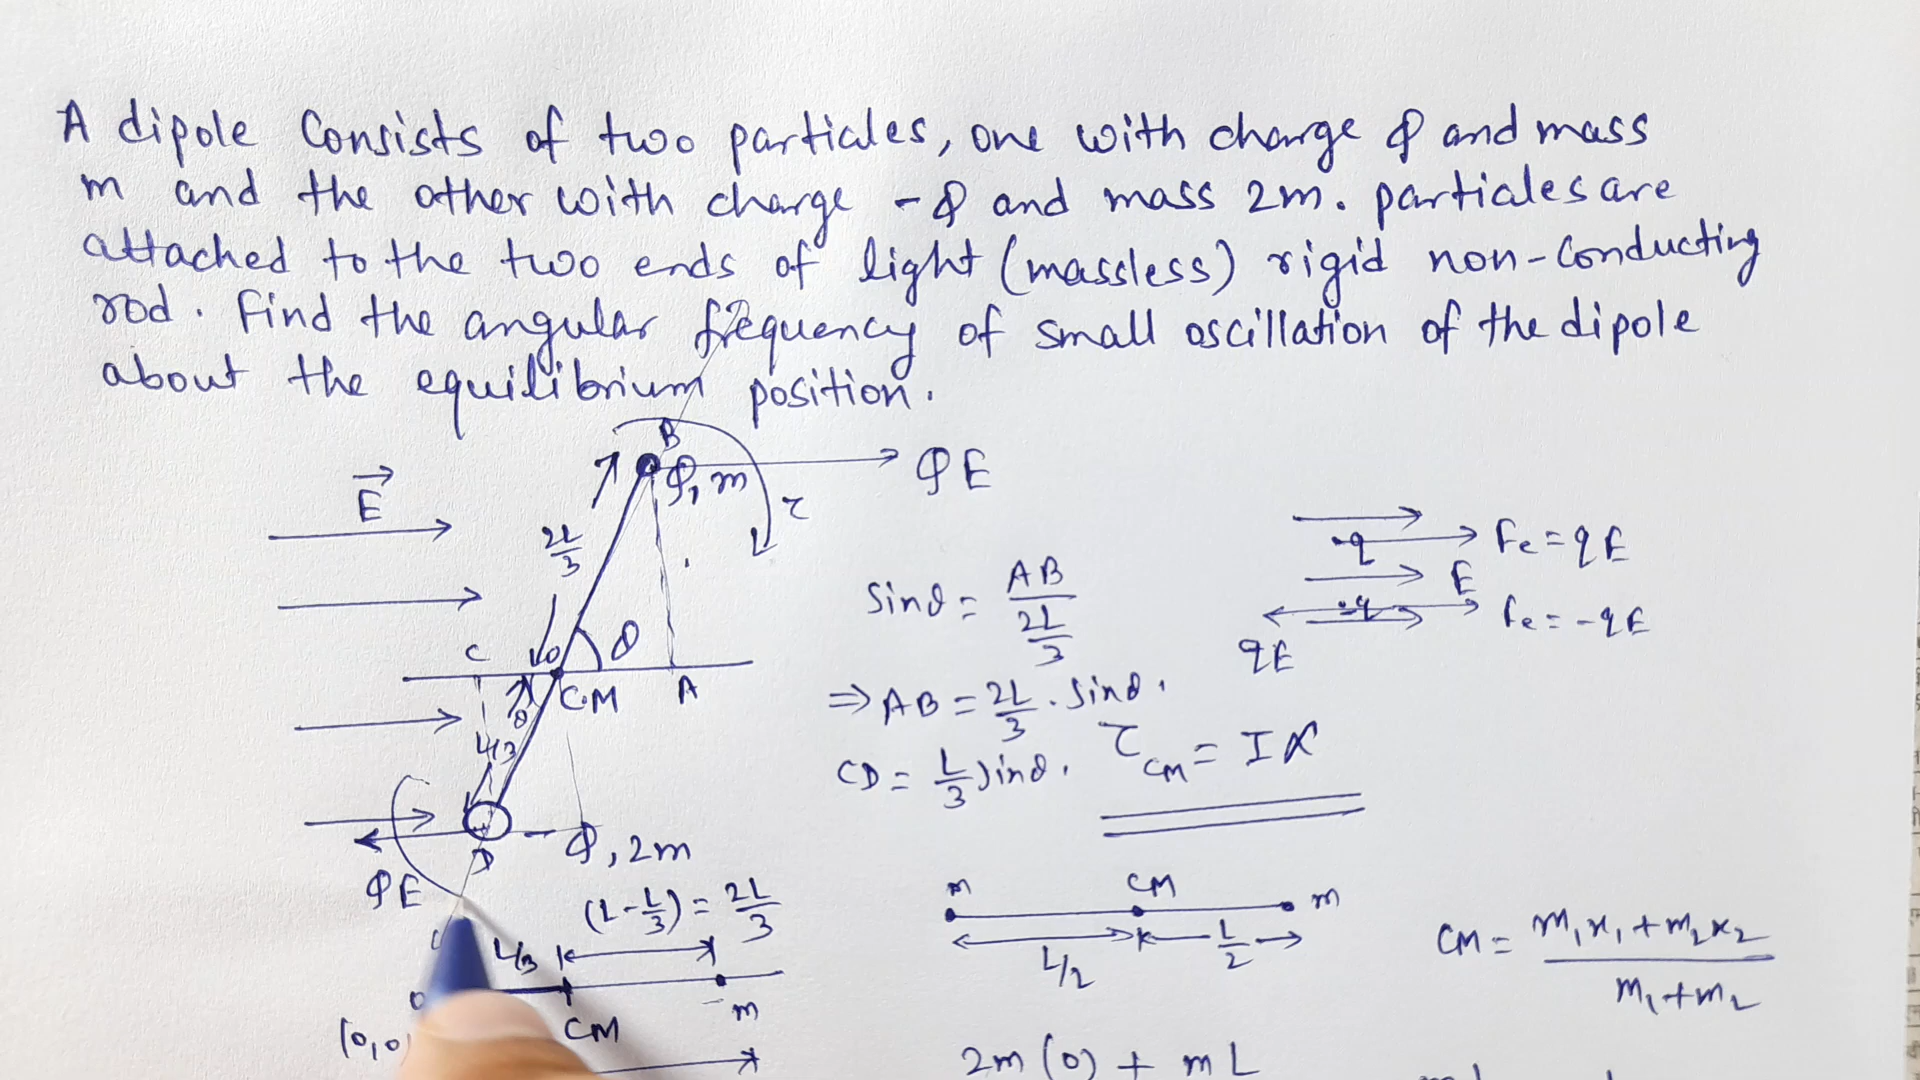 A dipole Consists of two particles, one with charge Q and mass
m and the other with charge -Q and mass 2m. particles are
attached to the two ends of light (massless) rigid non-Conducting
rod. Find the angular frequency of small oscillation of the dipole
about the equilibrium position.
B
Q, m
QE
E
τ
2L/3
θ
C
O
CM
A
θ
L/3
D
-Q, 2m
QE
Sinθ = AB / (2L/3)
⇒ AB = 2L/3 . Sinθ.
CD = L/3 Sinθ.
τCM = Iα
q
Fe = qE
E
-q
Fe = -qE
qE
(L - L/3) = 2L/3
L/3
CM
m
(0,0
m
CM
m
L/2
L/2
CM = (m₁x₁ + m₂x₂) / (m₁ + m₂)
2m (0) + mL